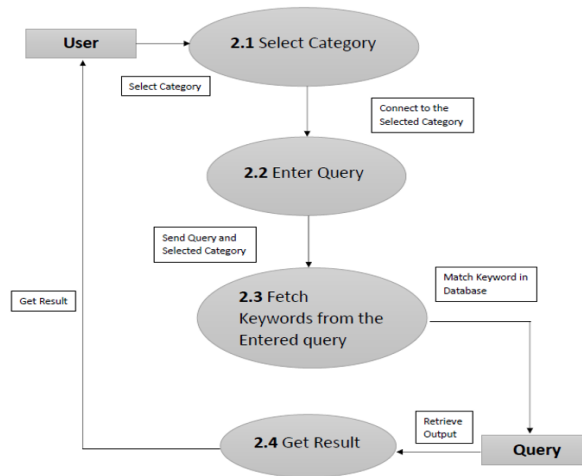 User
2.1 Select Category
Select Category
Connect to the
Selected Category
2.2 Enter Query
Send Query and
Selected Category
2.3 Fetch
Keywords from the
Entered query
Match Keyword in
Database
Get Result
2.4 Get Result
Retrieve
Output
Query